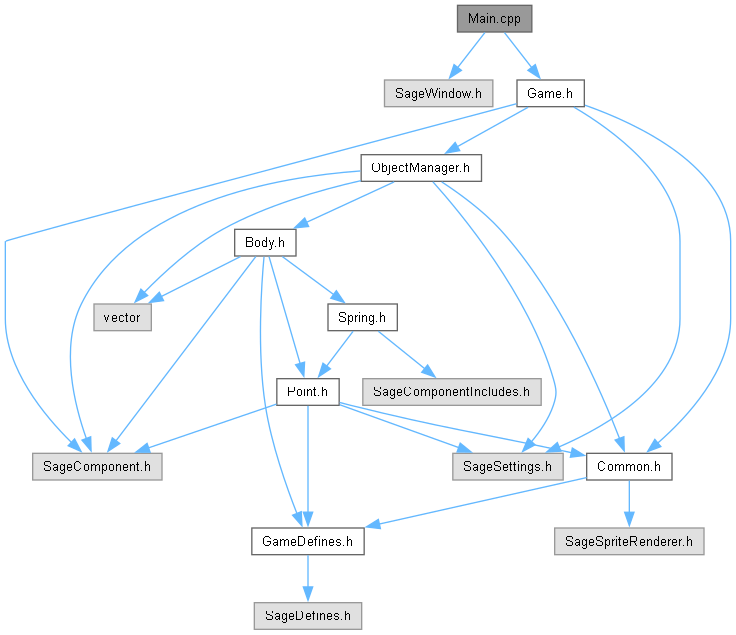 Main.cpp
SageWindow.h
Game.h
ObjectManager.h
Body.h
vector
Spring.h
Point.h
SageComponentIncludes.h
SageComponent.h
SageSettings.h
Common.h
GameDefines.h
SageSpriteRenderer.h
SageDefines.h